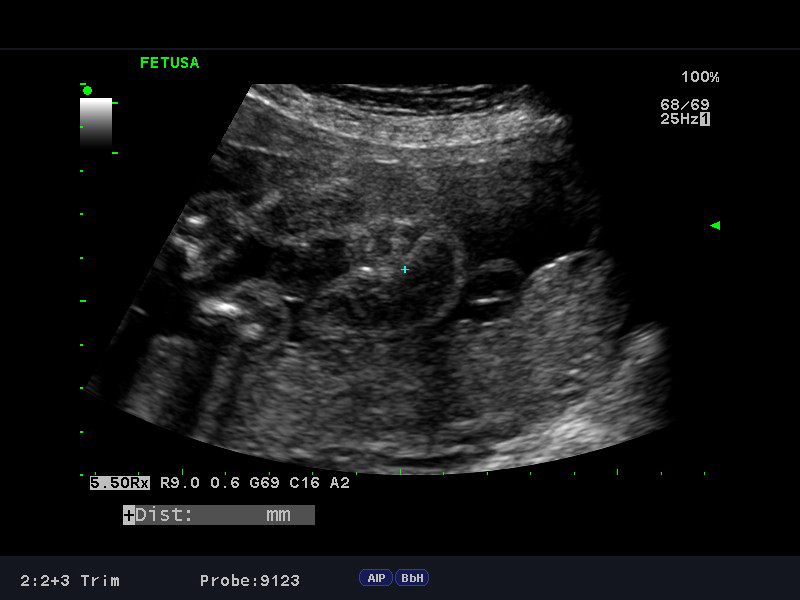 FETUSA
100%
68/69
25Hz1
5.50Rx R9.0 0.6 G69 C16 A2
+Dist: mm
2:2+3 Trim Probe:9123 AIP BbH